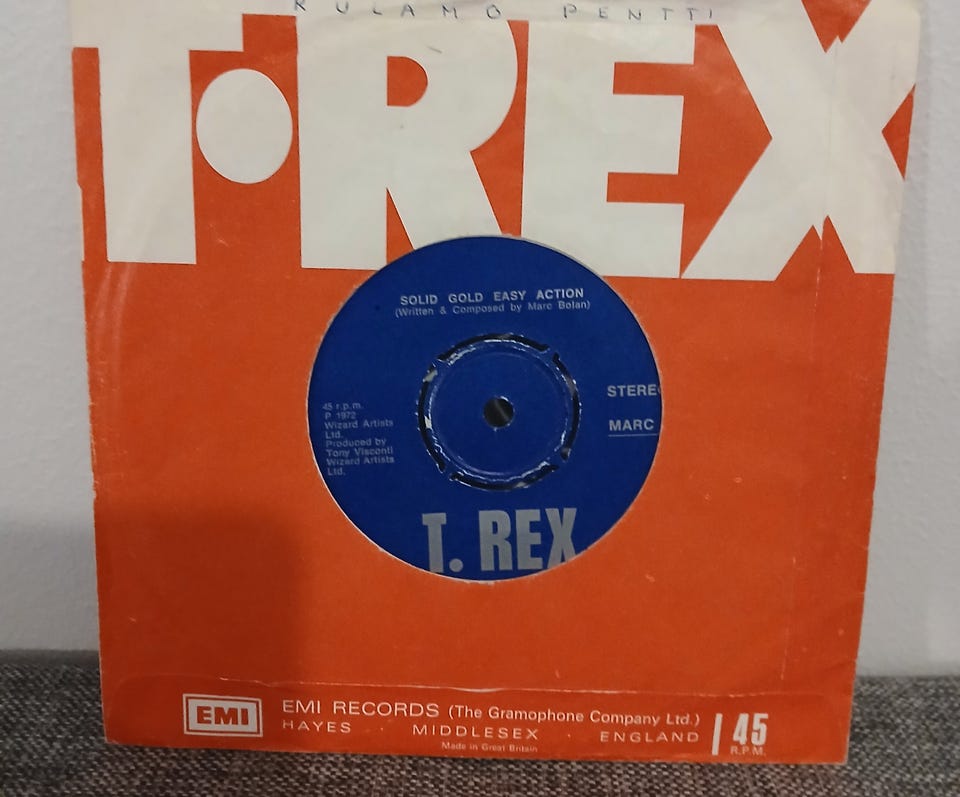 KULAMO PENTTI
T·REX
SOLID GOLD EASY ACTION
(Written & Composed by Marc Bolan)
STEREO
MARC
45 r.p.m.
P 1972
Wizard Artists
Ltd.
Produced by
Tony Visconti
Wizard Artists
Ltd.
T. REX
EMI
EMI RECORDS (The Gramophone Company Ltd.)
HAYES · MIDDLESEX · ENGLAND
Made in Great Britain
45
R.P.M.